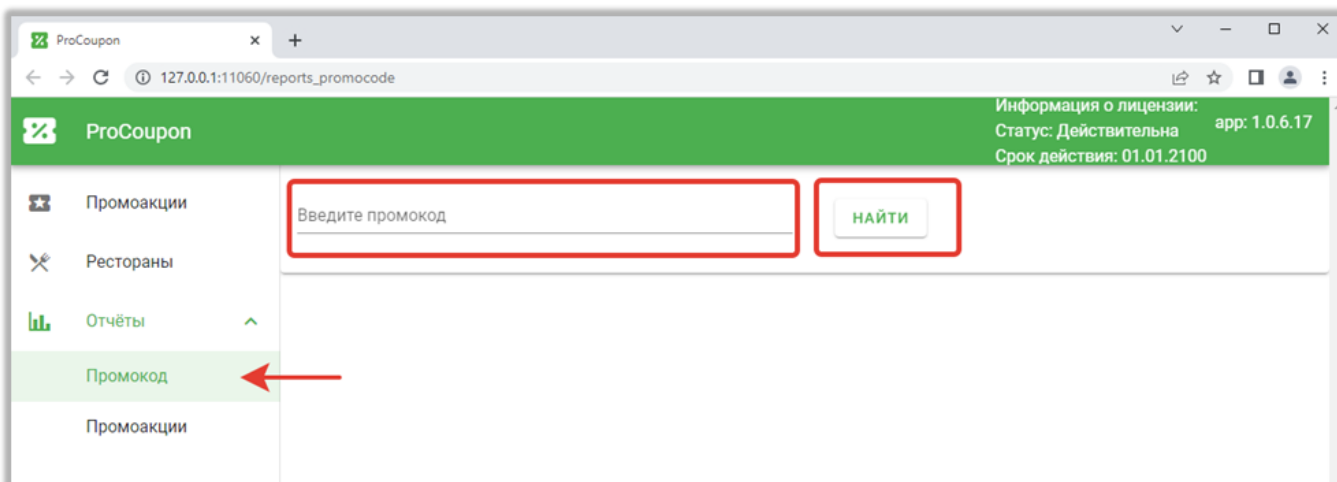 ProCoupon
127.0.0.1:11060/reports_promocode
ProCoupon
Информация о лицензии:
Статус: Действительна
Срок действия: 01.01.2100
app: 1.0.6.17
Промоакции
Введите промокод
НАЙТИ
Рестораны
Отчёты
Промокод
Промоакции